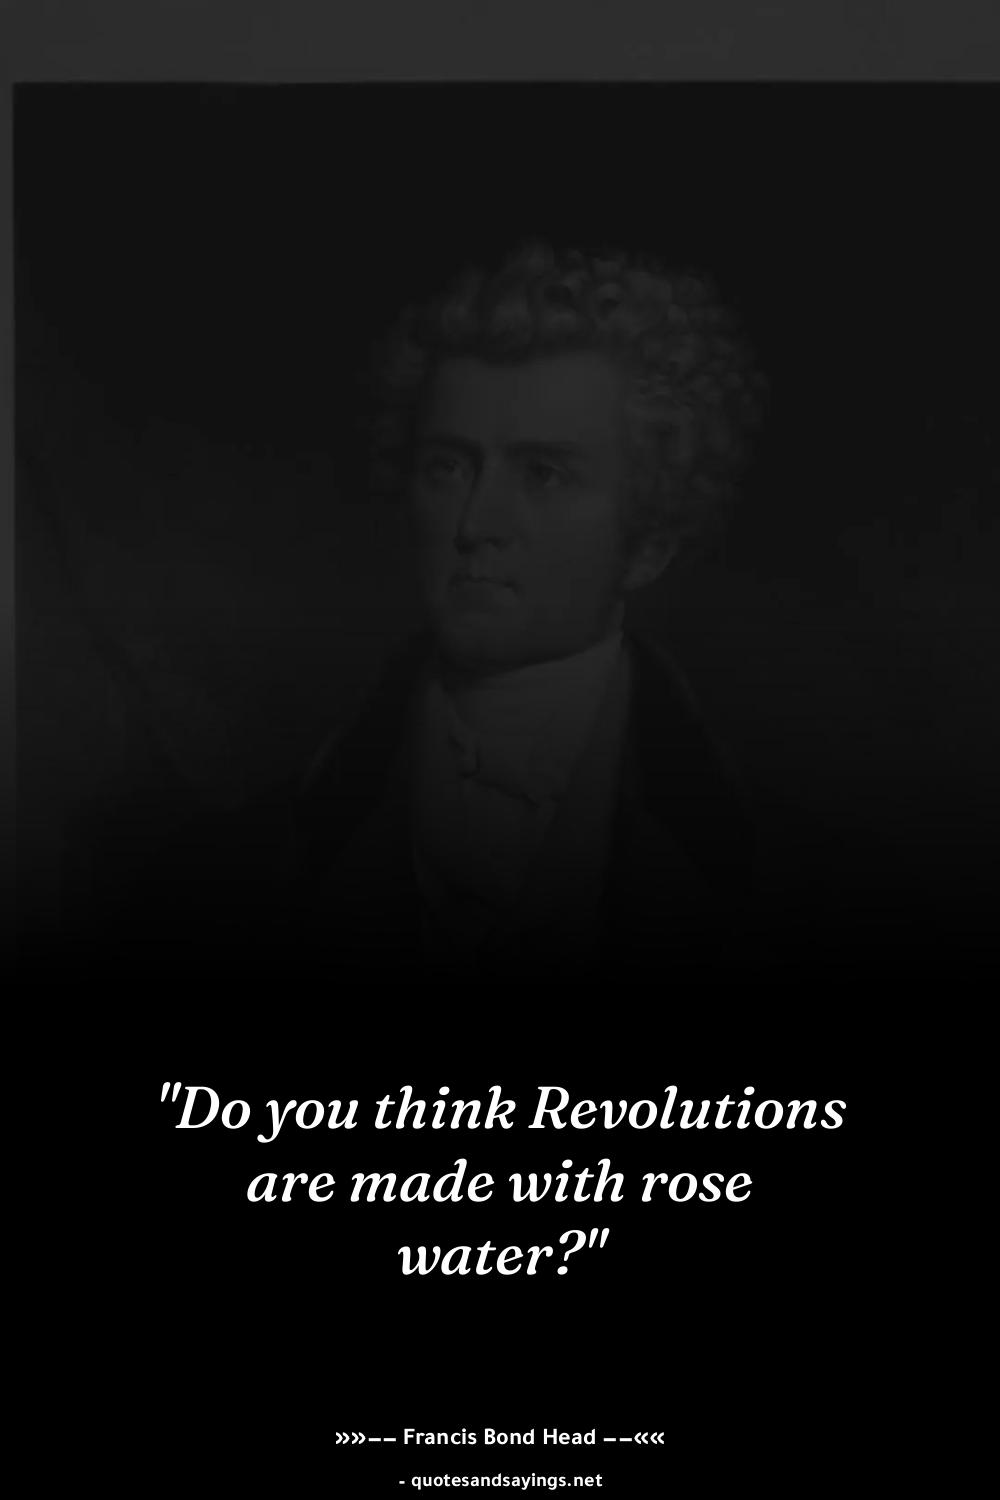 "Do you think Revolutions
are made with rose
water?"
»»–– Francis Bond Head ––««
- quotesandsayings.net